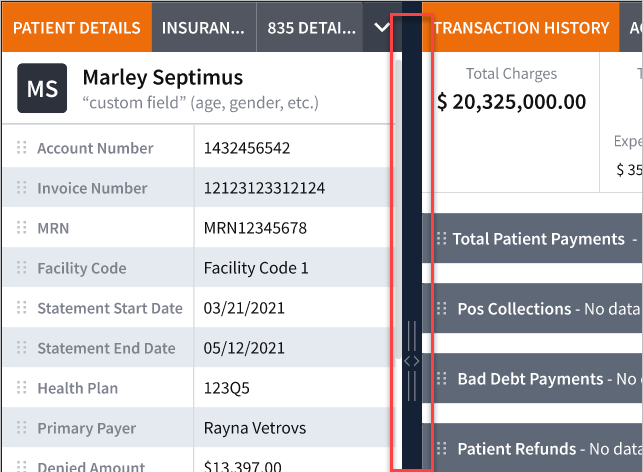 PATIENT DETAILS
INSURAN...
835 DETAI...
MS
Marley Septimus
“custom field” (age, gender, etc.)
Account Number 1432456542
Invoice Number 12123123312124
MRN MRN12345678
Facility Code Facility Code 1
Statement Start Date 03/21/2021
Statement End Date 05/12/2021
Health Plan 123Q5
Primary Payer Rayna Vetrovs
Denied Amount $13,397.00
TRANSACTION HISTORY
Total Charges
$ 20,325,000.00
Expe
$ 35
Total Patient Payments -
Pos Collections - No data
Bad Debt Payments - No
Patient Refunds - No data